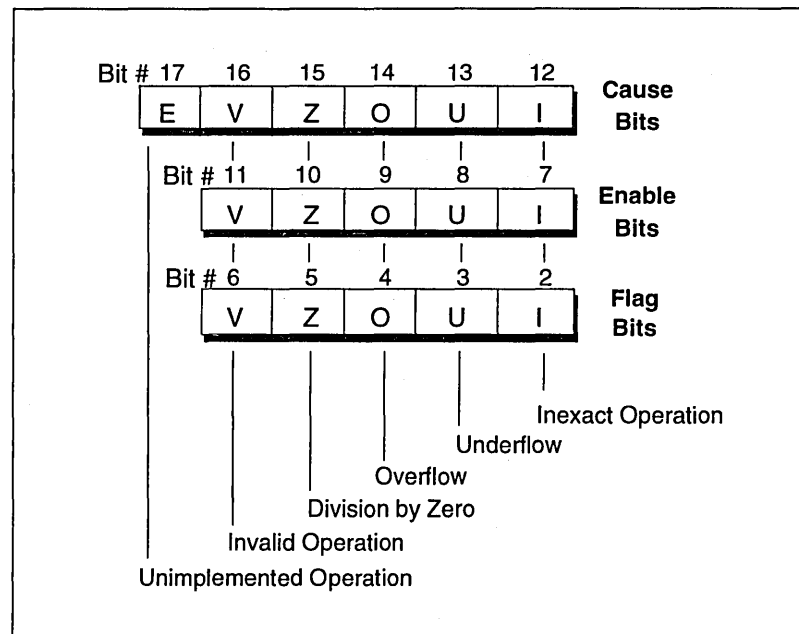 Bit # 17 16 15 14 13 12
E V Z O U I
Cause
Bits
Bit # 11 10 9 8 7
V Z O U I
Enable
Bits
Bit # 6 5 4 3 2
V Z O U I
Flag
Bits
Inexact Operation
Underflow
Overflow
Division by Zero
Invalid Operation
Unimplemented Operation